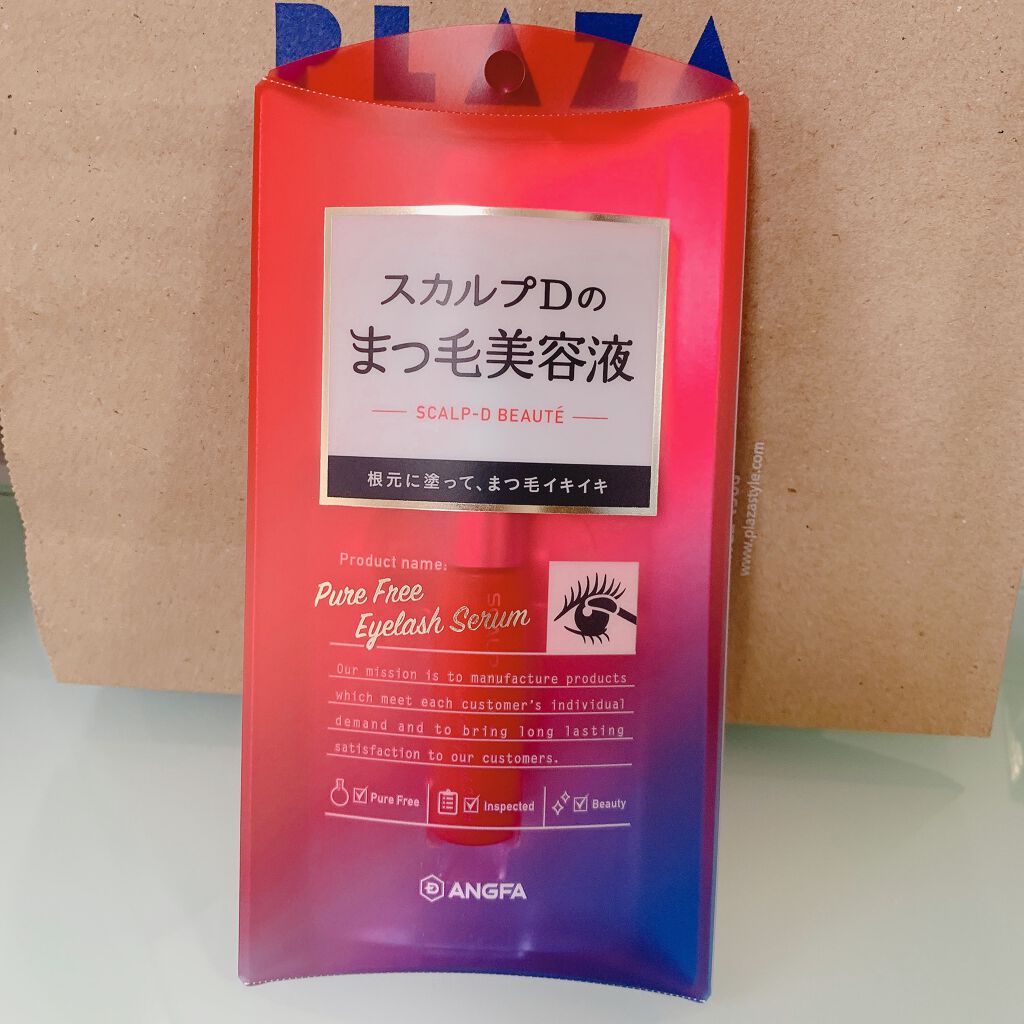 PLAZA
スカルプDの
まつ毛美容液
SCALP-D BEAUTÉ
根元に塗って、まつ毛イキイキ
Product name:
Pure Free
Eyelash Serum
Our mission is to manufacture products
which meet each customer's individual
demand and to bring long lasting
satisfaction to our customers.
Pure Free
Inspected
Beauty
ANGFA
www.plazastyle.com